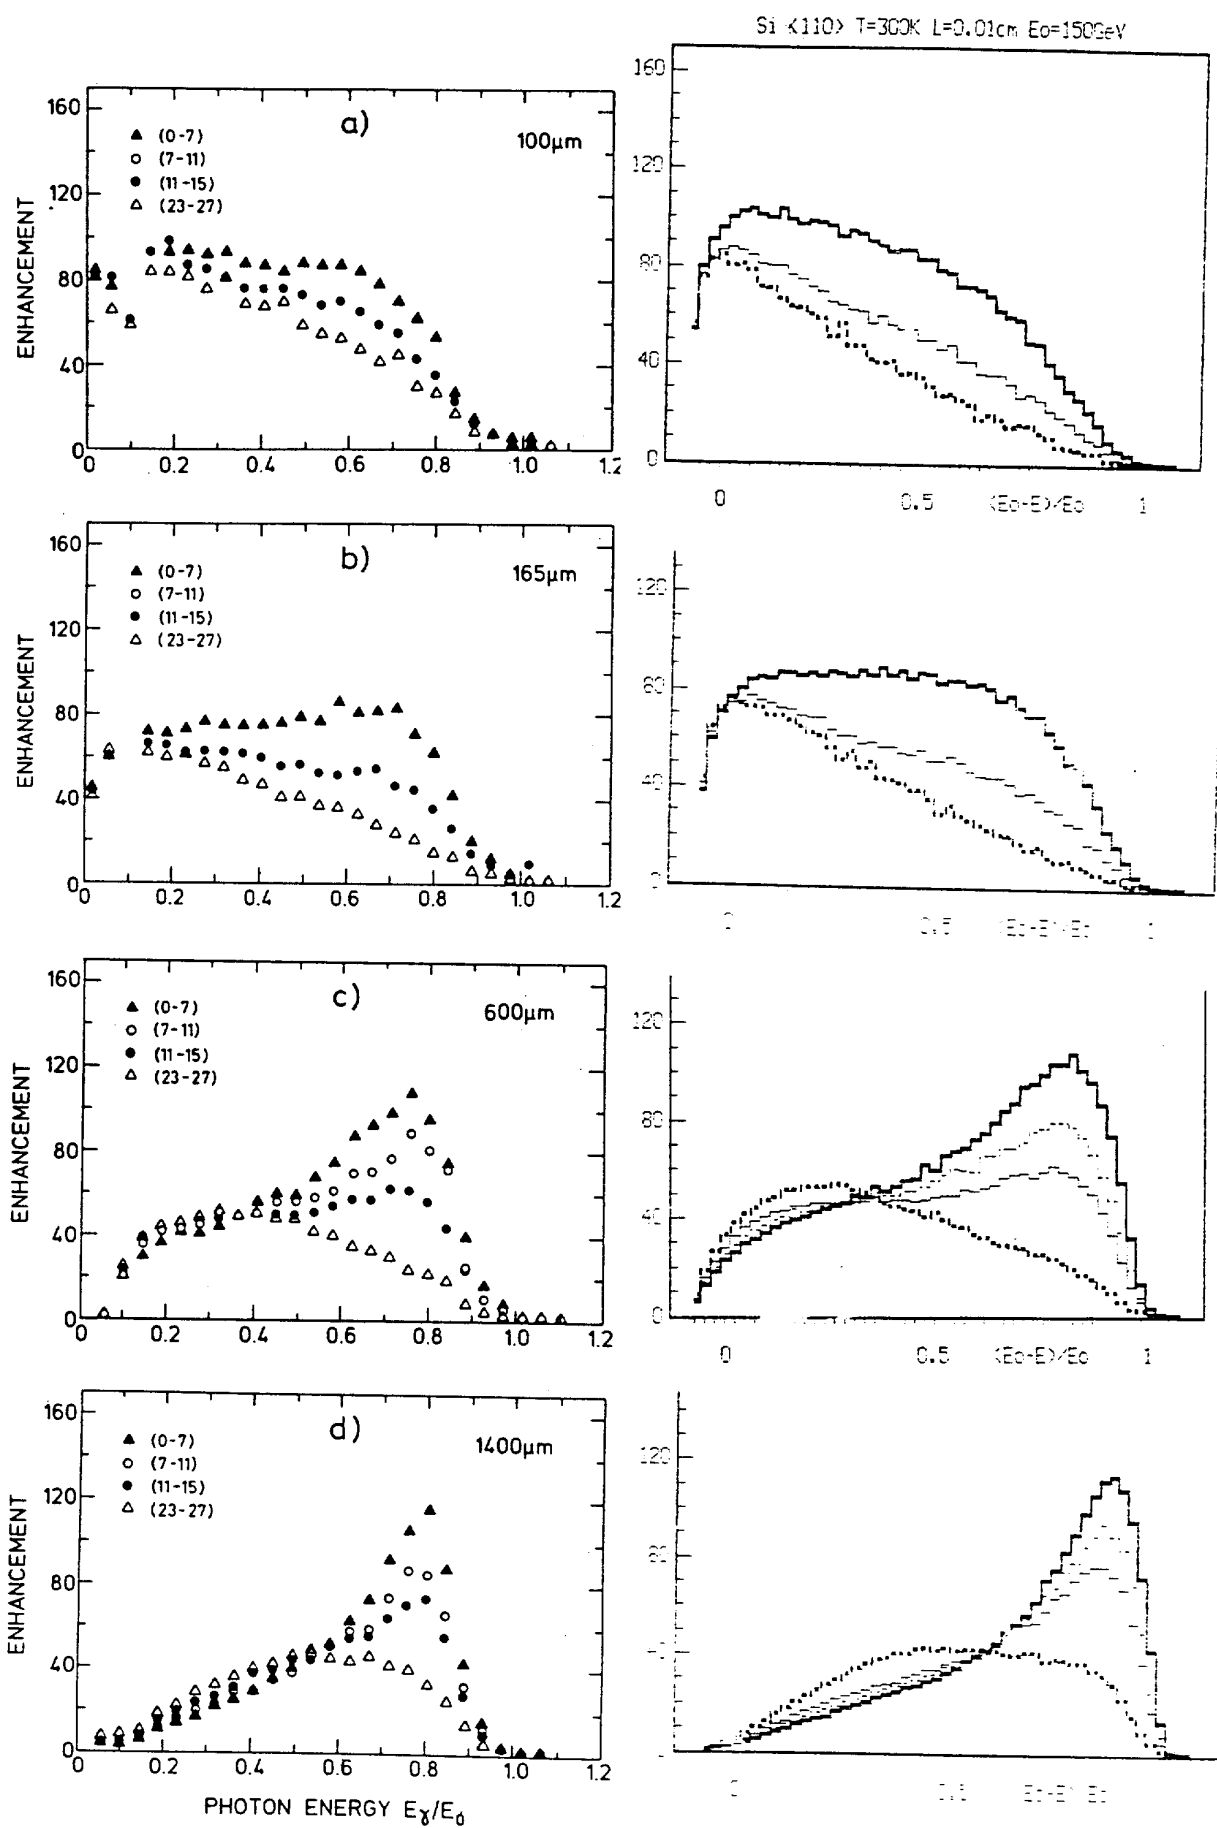 Si <110> T=300K L=0.01cm Eo=150GeV
a)
100μm
▲ (0-7)
○ (7-11)
● (11-15)
△ (23-27)
ENHANCEMENT
160
120
80
40
0
0 0.2 0.4 0.6 0.8 1.0 1.2
160
120
80
40
0
0 0.5 (Eo-E)/Eo 1
b)
165μm
▲ (0-7)
○ (7-11)
● (11-15)
△ (23-27)
ENHANCEMENT
160
120
80
40
0
0 0.2 0.4 0.6 0.8 1.0 1.2
120
80
40
0.5 1
c)
600μm
▲ (0-7)
○ (7-11)
● (11-15)
△ (23-27)
ENHANCEMENT
160
120
80
40
0
0 0.2 0.4 0.6 0.8 1.0 1.2
120
80
40
0
0 0.5 (Eo-E)/Eo 1
d)
1400μm
▲ (0-7)
○ (7-11)
● (11-15)
△ (23-27)
ENHANCEMENT
160
120
80
40
0
0 0.2 0.4 0.6 0.8 1.0 1.2
120
80
PHOTON ENERGY Eγ/E₀